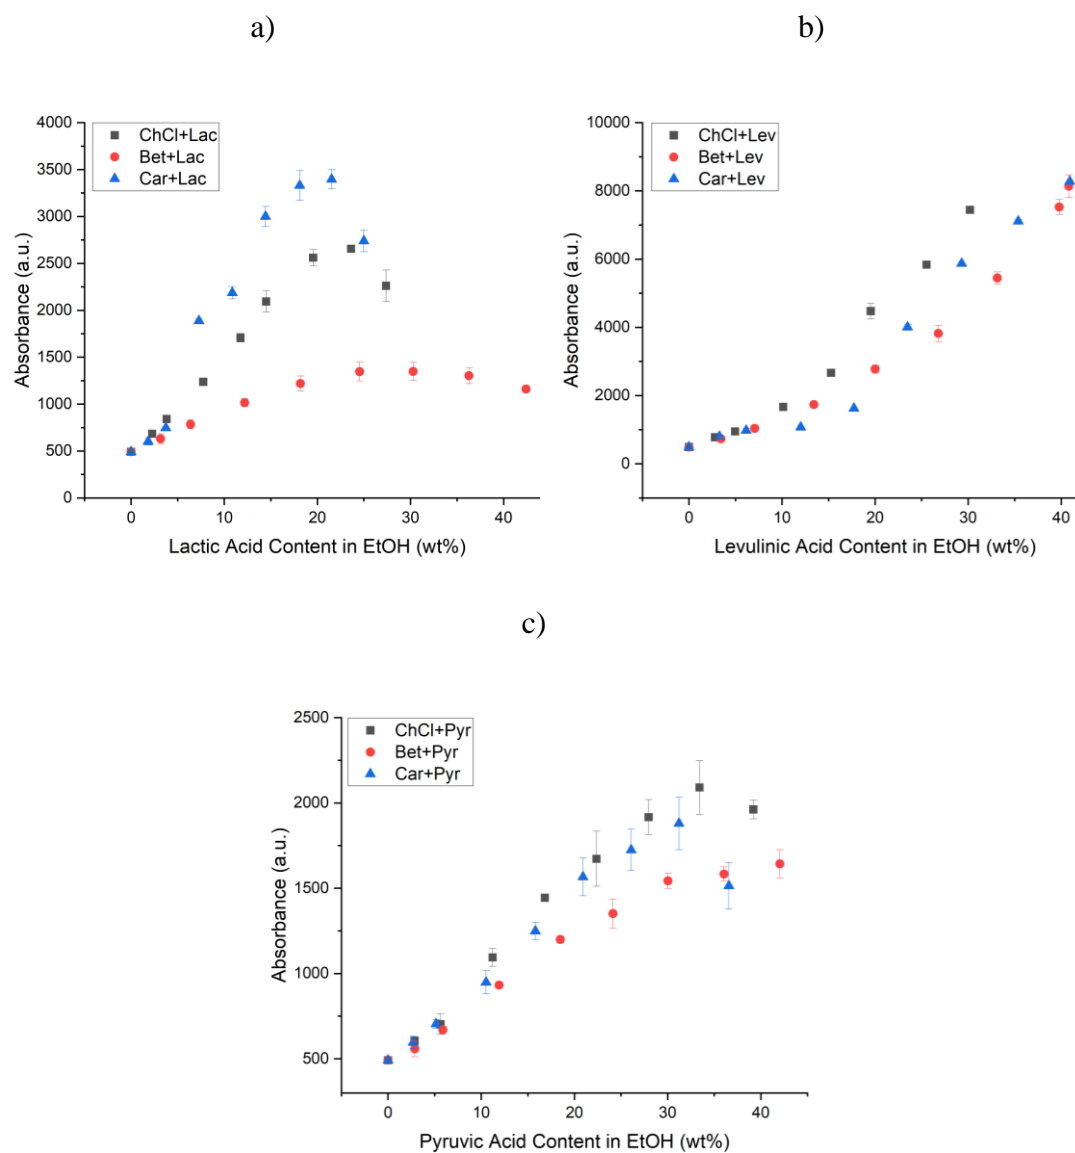 a)
b)
4000
3500
3000
2500
2000
1500
1000
500
0
Absorbance (a.u.)
ChCl+Lac
Bet+Lac
Car+Lac
0 10 20 30 40
Lactic Acid Content in EtOH (wt%)
10000
8000
6000
4000
2000
0
Absorbance (a.u.)
ChCl+Lev
Bet+Lev
Car+Lev
0 10 20 30 40
Levulinic Acid Content in EtOH (wt%)
c)
2500
2000
1500
1000
500
Absorbance (a.u.)
ChCl+Pyr
Bet+Pyr
Car+Pyr
0 10 20 30 40
Pyruvic Acid Content in EtOH (wt%)